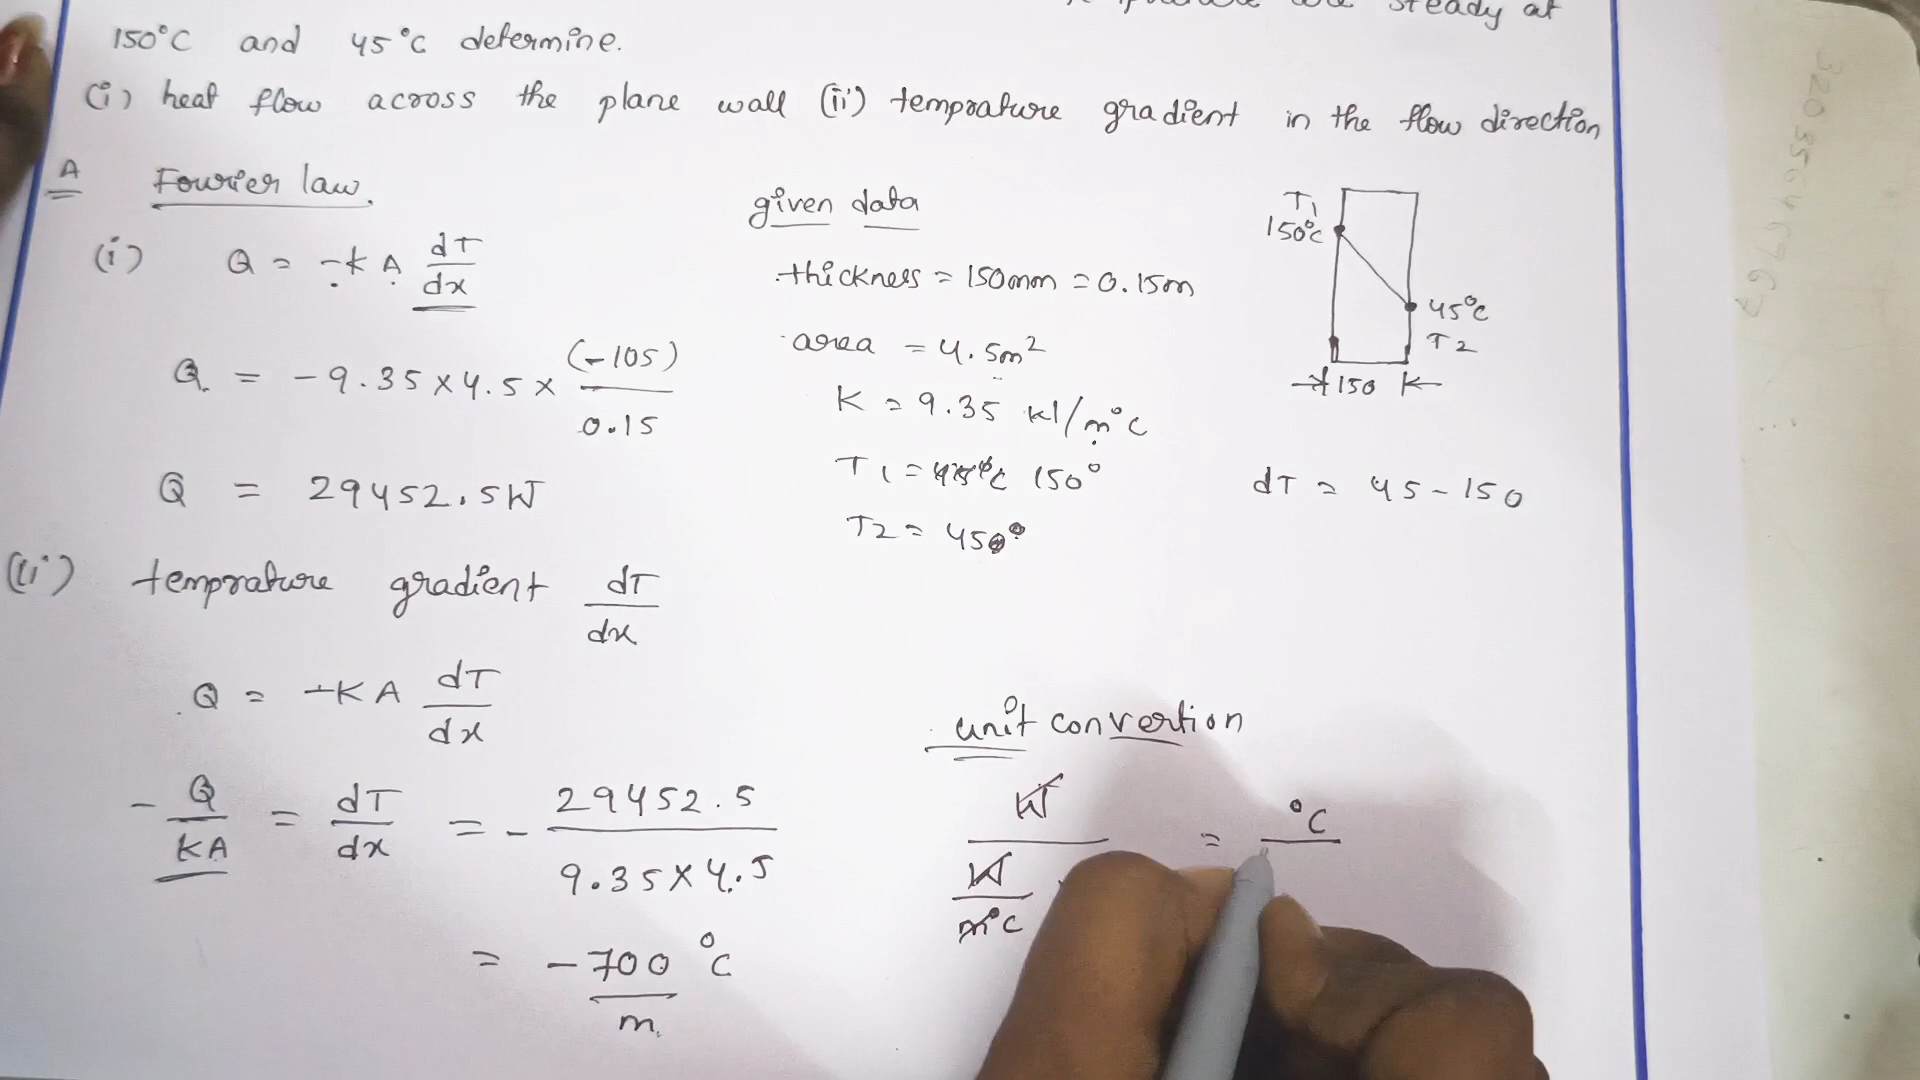 steady at
150°C and 45°C determine.
(i) heat flow across the plane wall (ii) temprature gradient in the flow direction
A Fourier law.
(i) Q = -K A dT/dx
Q = -9.35 x 4.5 x (-105)/0.15
Q = 29452.5W
given data
thickness = 150mm = 0.15m
area = 4.5m²
K = 9.35 W/m°C
T1 = 150°
T2 = 45°
T1
150°C
45°C
T2
150
dT = 45-150
(ii) temprature gradient dT/dx
Q = -KA dT/dx
-Q/KA = dT/dx = - 29452.5/9.35x4.5
= -700 °C/m
unit convertion
W
W
m°C
= °C